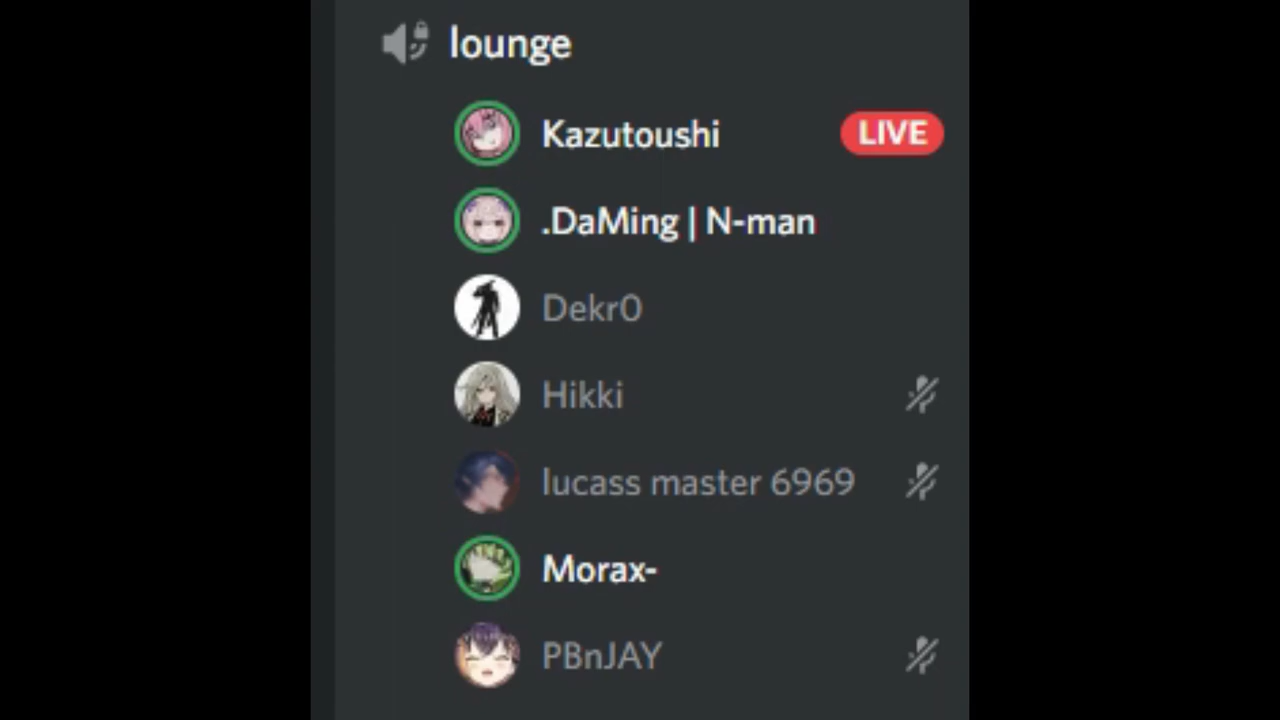 lounge
Kazutoushi LIVE
.DaMing | N-man
Dekr0
Hikki
lucass master 6969
Morax-
PBnJAY